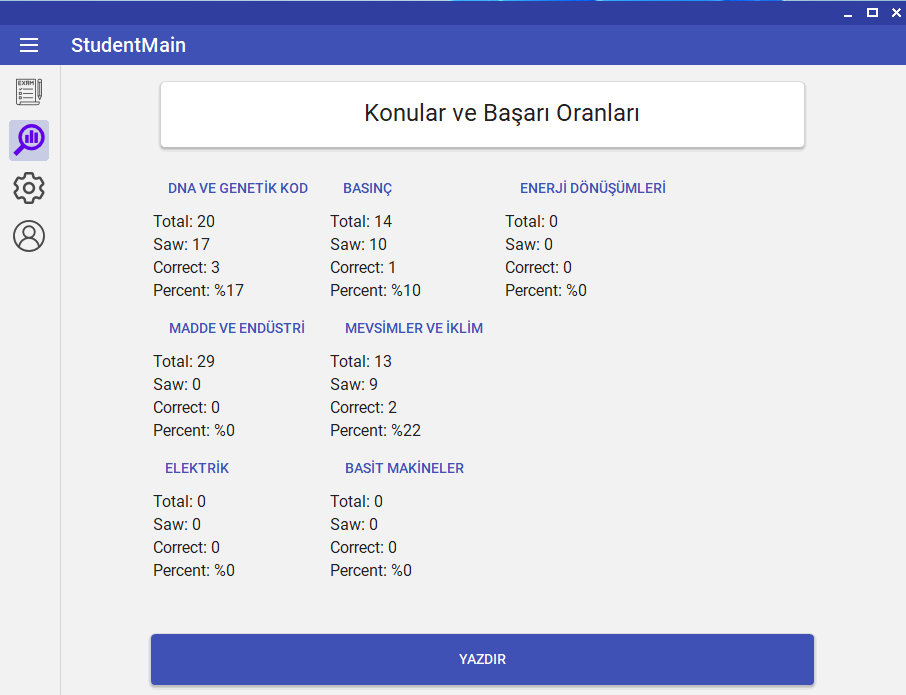 StudentMain
EXAM
Konular ve Başarı Oranları
DNA VE GENETİK KOD
Total: 20
Saw: 17
Correct: 3
Percent: %17
BASINÇ
Total: 14
Saw: 10
Correct: 1
Percent: %10
ENERJİ DÖNÜŞÜMLERİ
Total: 0
Saw: 0
Correct: 0
Percent: %0
MADDE VE ENDÜSTRİ
Total: 29
Saw: 0
Correct: 0
Percent: %0
MEVSİMLER VE İKLİM
Total: 13
Saw: 9
Correct: 2
Percent: %22
ELEKTRİK
Total: 0
Saw: 0
Correct: 0
Percent: %0
BASİT MAKİNELER
Total: 0
Saw: 0
Correct: 0
Percent: %0
YAZDIR